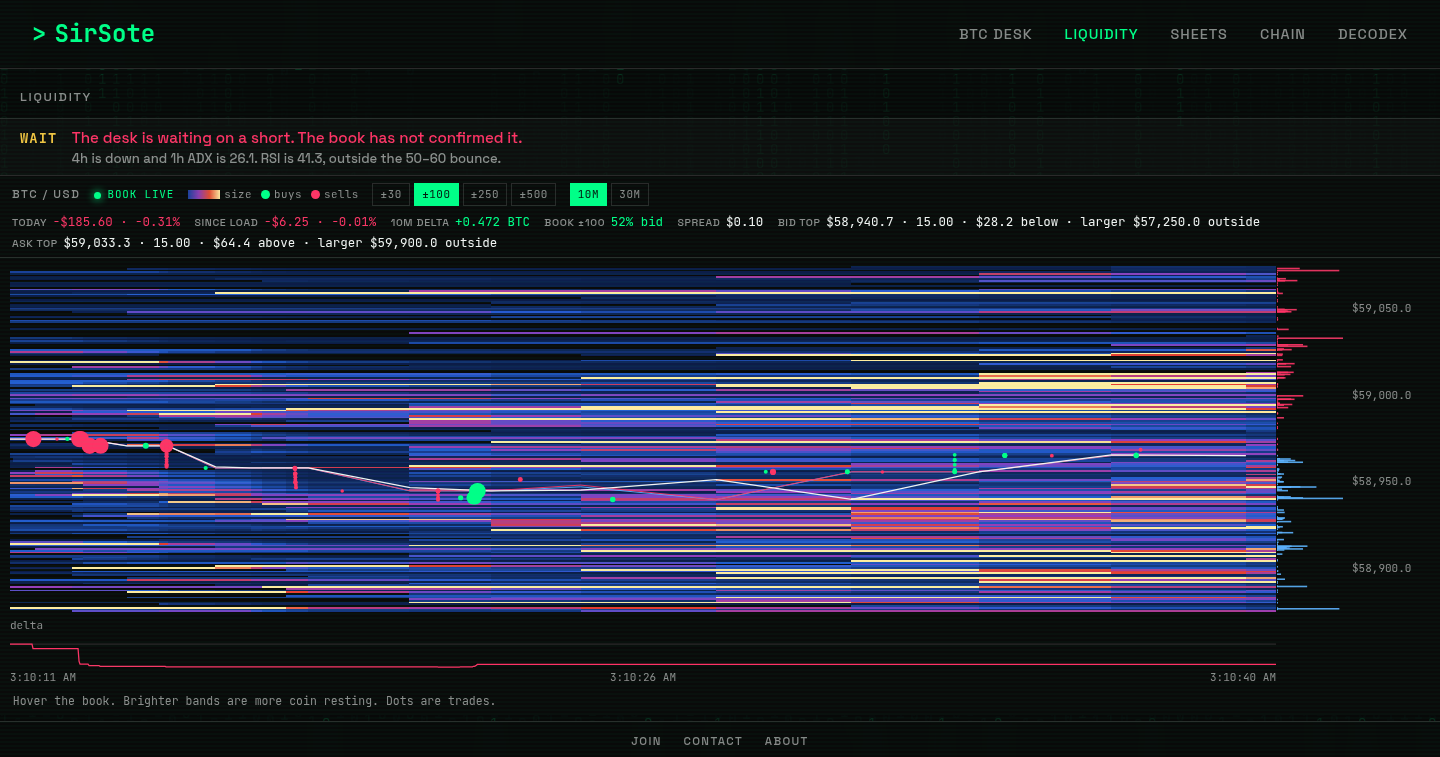 > SirSote
BTC DESK LIQUIDITY SHEETS CHAIN DECODEX
LIQUIDITY
WAIT The desk is waiting on a short. The book has not confirmed it.
4h is down and 1h ADX is 26.1. RSI is 41.3, outside the 50–60 bounce.
BTC / USD BOOK LIVE size buys sells ±30 ±100 ±250 ±500 10M 30M
TODAY -$185.60 · -0.31% SINCE LOAD -$6.25 · -0.01% 10M DELTA +0.472 BTC BOOK ±100 52% bid SPREAD $0.10 BID TOP $58,940.7 · 15.00 · $28.2 below · larger $57,250.0 outside
ASK TOP $59,033.3 · 15.00 · $64.4 above · larger $59,900.0 outside
$59,050.0
$59,000.0
$58,950.0
$58,900.0
delta
3:10:11 AM 3:10:26 AM 3:10:40 AM
Hover the book. Brighter bands are more coin resting. Dots are trades.
JOIN CONTACT ABOUT